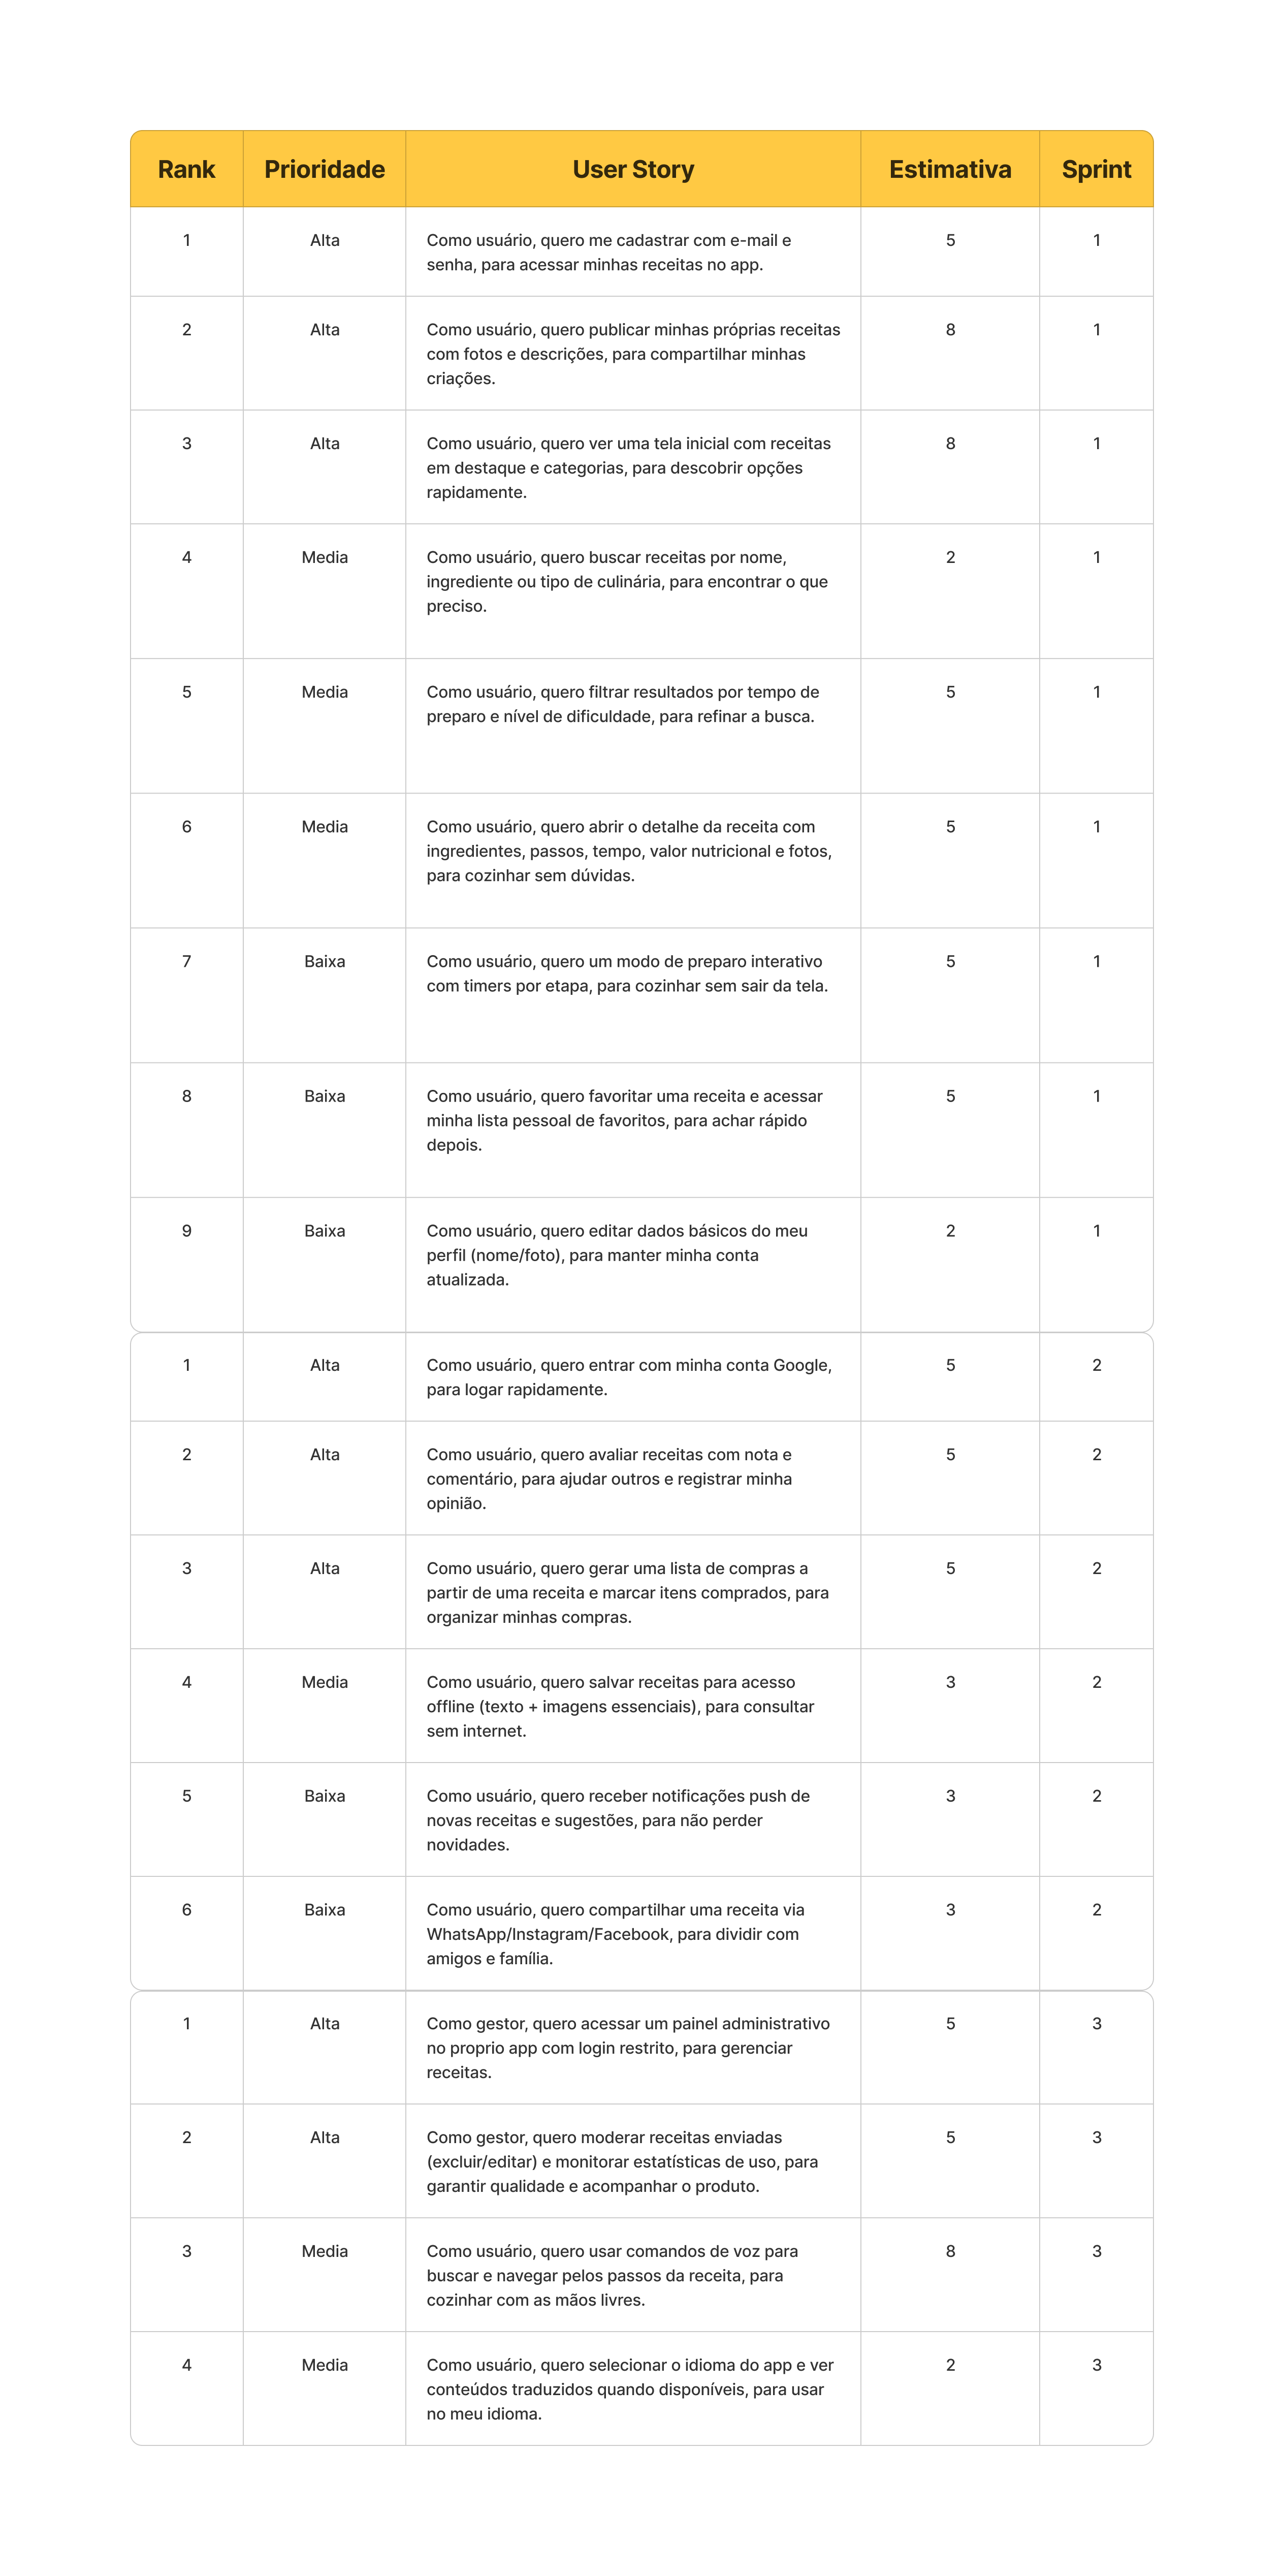 Rank Prioridade User Story Estimativa Sprint
1 Alta Como usuário, quero me cadastrar com e-mail e 5 1
senha, para acessar minhas receitas no app.
2 Alta Como usuário, quero publicar minhas próprias receitas 8 1
com fotos e descrições, para compartilhar minhas
criações.
3 Alta Como usuário, quero ver uma tela inicial com receitas 8 1
em destaque e categorias, para descobrir opções
rapidamente.
4 Media Como usuário, quero buscar receitas por nome, 2 1
ingrediente ou tipo de culinária, para encontrar o que
preciso.
5 Media Como usuário, quero filtrar resultados por tempo de 5 1
preparo e nível de dificuldade, para refinar a busca.
6 Media Como usuário, quero abrir o detalhe da receita com 5 1
ingredientes, passos, tempo, valor nutricional e fotos,
para cozinhar sem dúvidas.
7 Baixa Como usuário, quero um modo de preparo interativo 5 1
com timers por etapa, para cozinhar sem sair da tela.
8 Baixa Como usuário, quero favoritar uma receita e acessar 5 1
minha lista pessoal de favoritos, para achar rápido
depois.
9 Baixa Como usuário, quero editar dados básicos do meu 2 1
perfil (nome/foto), para manter minha conta
atualizada.
1 Alta Como usuário, quero entrar com minha conta Google, 5 2
para logar rapidamente.
2 Alta Como usuário, quero avaliar receitas com nota e 5 2
comentário, para ajudar outros e registrar minha
opinião.
3 Alta Como usuário, quero gerar uma lista de compras a 5 2
partir de uma receita e marcar itens comprados, para
organizar minhas compras.
4 Media Como usuário, quero salvar receitas para acesso 3 2
offline (texto + imagens essenciais), para consultar
sem internet.
5 Baixa Como usuário, quero receber notificações push de 3 2
novas receitas e sugestões, para não perder
novidades.
6 Baixa Como usuário, quero compartilhar uma receita via 3 2
WhatsApp/Instagram/Facebook, para dividir com
amigos e família.
1 Alta Como gestor, quero acessar um painel administrativo 5 3
no proprio app com login restrito, para gerenciar
receitas.
2 Alta Como gestor, quero moderar receitas enviadas 5 3
(excluir/editar) e monitorar estatísticas de uso, para
garantir qualidade e acompanhar o produto.
3 Media Como usuário, quero usar comandos de voz para 8 3
buscar e navegar pelos passos da receita, para
cozinhar com as mãos livres.
4 Media Como usuário, quero selecionar o idioma do app e ver 2 3
conteúdos traduzidos quando disponíveis, para usar
no meu idioma.